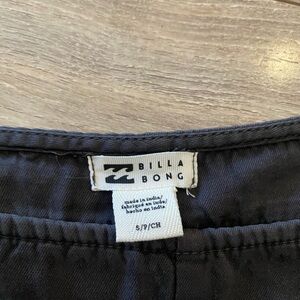 BILLA
BONG
made in india/
fabriqué en inde/
hecho en india
S/P/CH